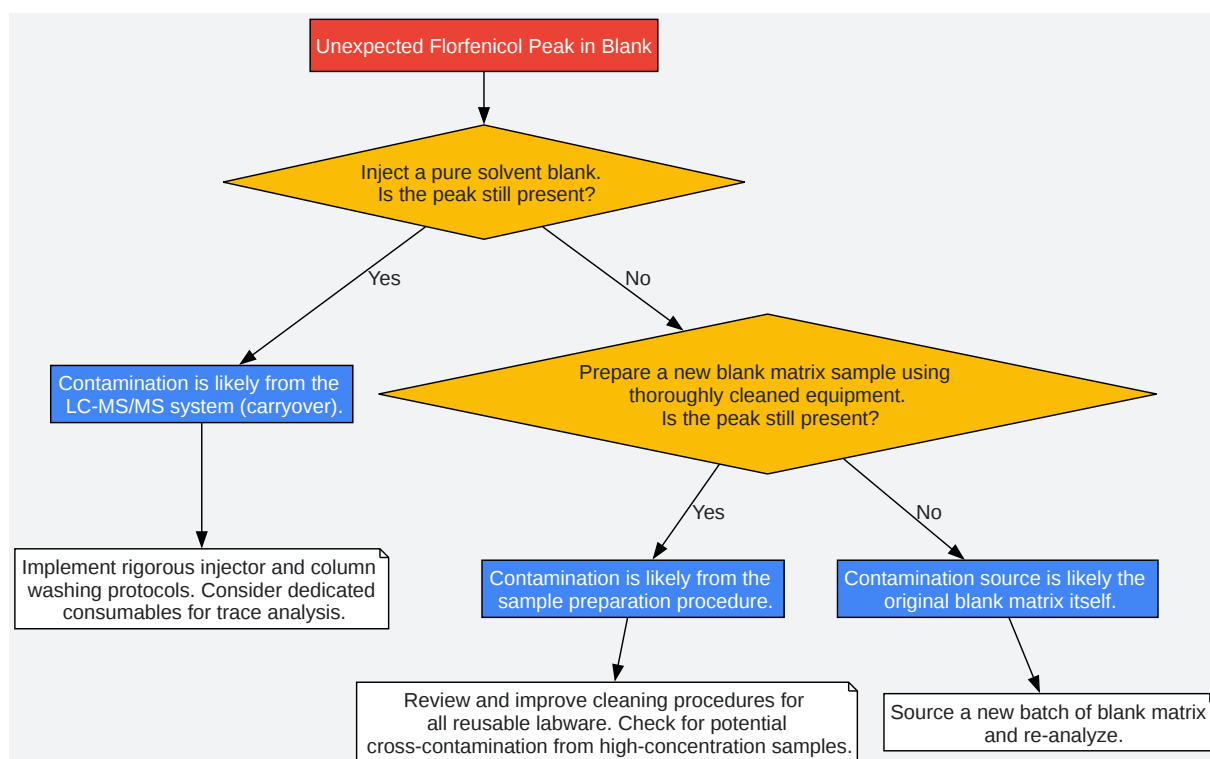 Unexpected Florfenicol Peak in Blank
Inject a pure solvent blank.
Is the peak still present?
Yes
No
Contamination is likely from the
LC-MS/MS system (carryover).
Prepare a new blank matrix sample using
thoroughly cleaned equipment.
Is the peak still present?
Yes
No
Implement rigorous injector and column
washing protocols. Consider dedicated
consumables for trace analysis.
Contamination is likely from the
sample preparation procedure.
Contamination source is likely the
original blank matrix itself.
Review and improve cleaning procedures for
all reusable labware. Check for potential
cross-contamination from high-concentration samples.
Source a new batch of blank matrix
and re-analyze.